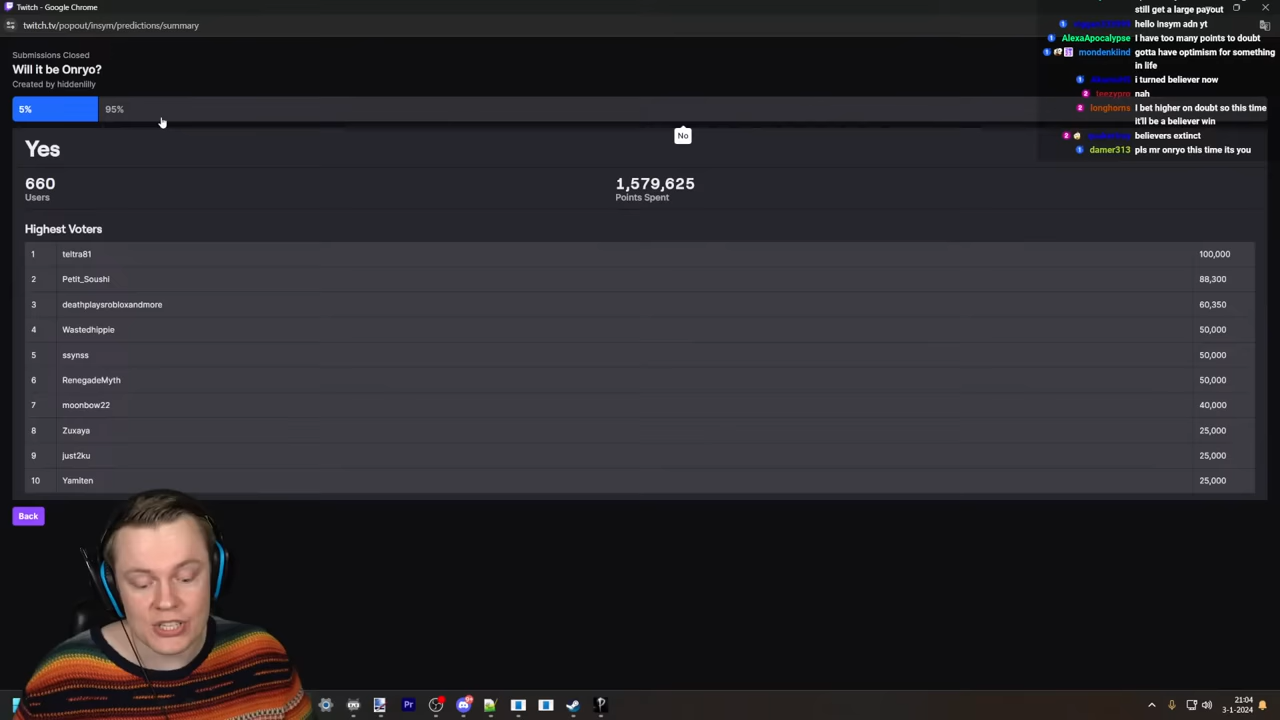 Twitch - Google Chrome
twitch.tv/popout/insym/predictions/summary
Submissions Closed
Will it be Onryo?
Created by hiddenlilly
5%
95%
No
Yes
660
Users
1,579,625
Points Spent
Highest Voters
1 teltra81 100,000
2 Petit_Soushi 88,300
3 deathplaysrobloxandmore 60,350
4 Wastedhippie 50,000
5 ssynss 50,000
6 RenegadeMyth 50,000
7 moonbow22 40,000
8 Zuxaya 25,000
9 just2ku 25,000
10 Yamiten 25,000
Back
still get a large payout
hello insym adn yt
AlexaApocalypse I have too many points to doubt
mondenkind gotta have optimism for something
in life
i turned believer now
teezypro nah
longhorns I bet higher on doubt so this time
it'll be a believer win
believers extinct
damer313 pls mr onryo this time its you
Pr
21:04
3-1-2024